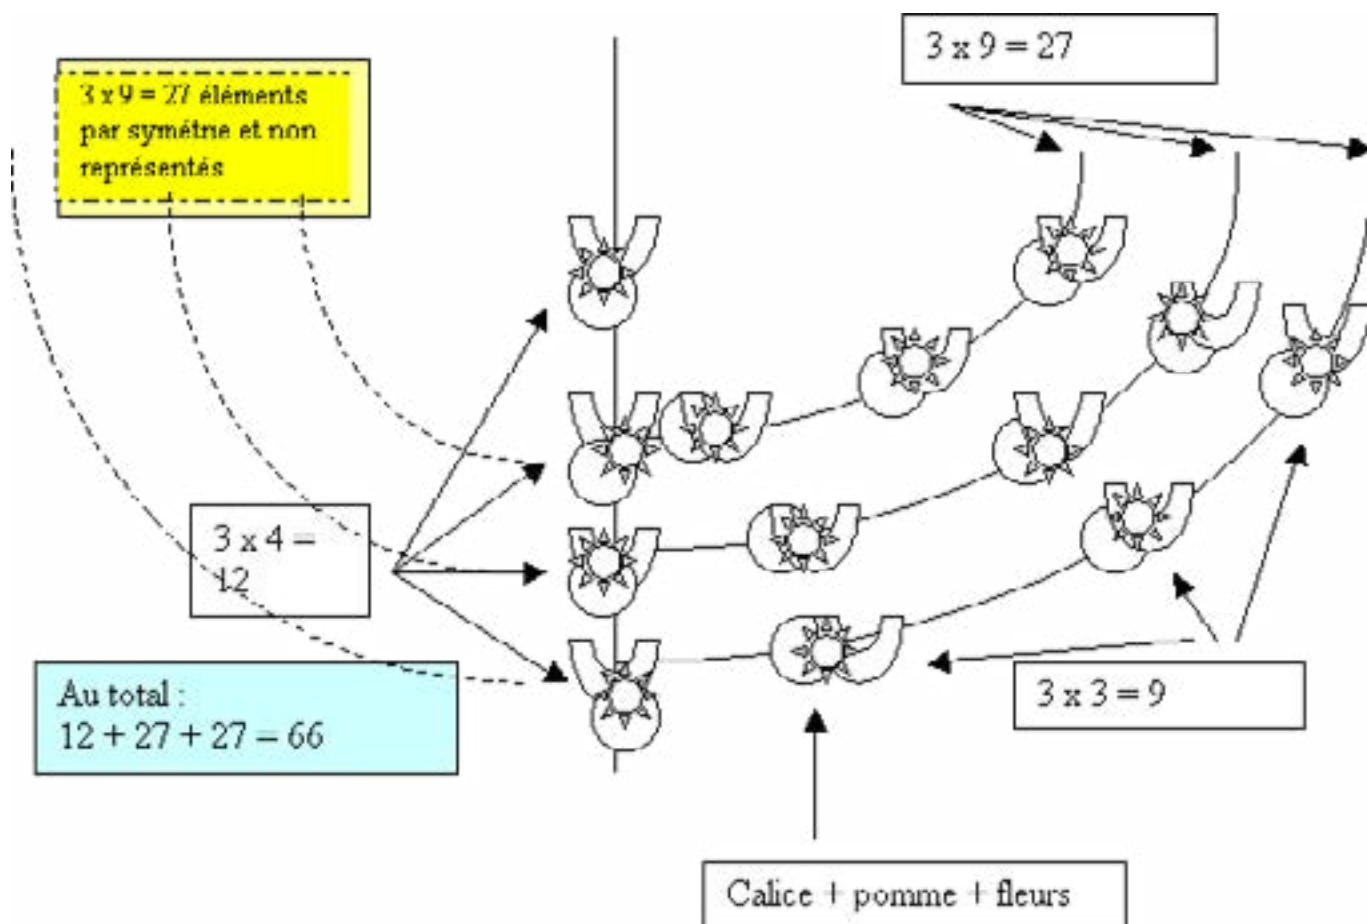 3 x 9 = 27
3 x 9 = 27 éléments
par symétrie et non
représentés
3 x 4 =
12
Au total :
12 + 27 + 27 = 66
3 x 3 = 9
Calice + pomme + fleurs